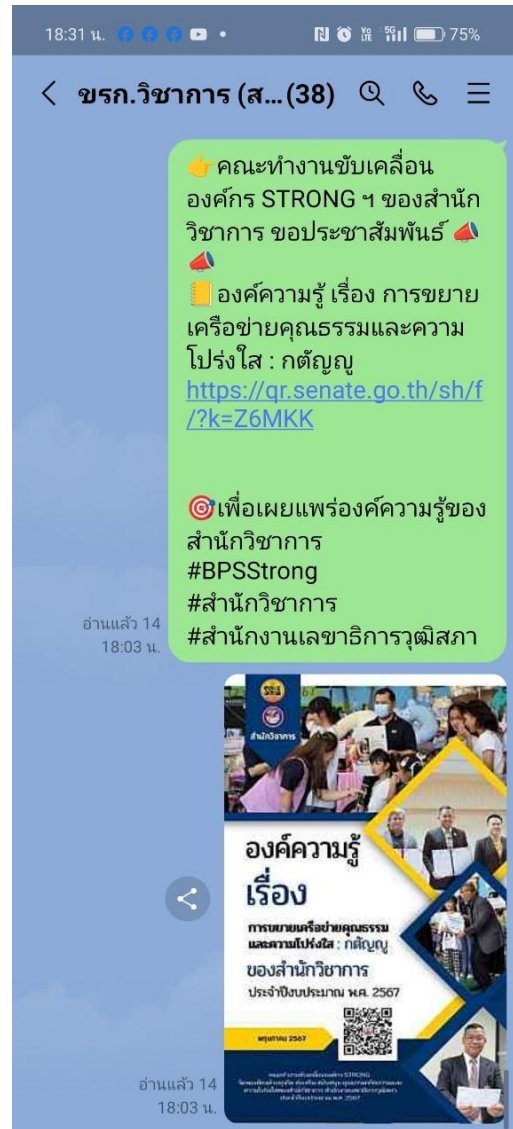 18:31 น. 75%
ขรก.วิชาการ (ส...(38)
👉คณะทำงานขับเคลื่อน
องค์กร STRONG ฯ ของสำนัก
วิชาการ ขอประชาสัมพันธ์ 📣
📣
📒องค์ความรู้ เรื่อง การขยาย
เครือข่ายคุณธรรมและความ
โปร่งใส : กตัญญู
https://qr.senate.go.th/sh/f
/?k=Z6MKK
🎯เพื่อเผยแพร่องค์ความรู้ของ
สำนักวิชาการ
#BPSStrong
#สำนักวิชาการ
#สำนักงานเลขาธิการวุฒิสภา
อ่านแล้ว 14
18:03 น.
สำนักวิชาการ
องค์ความรู้
เรื่อง
การขยายเครือข่ายคุณธรรม
และความโปร่งใส : กตัญญู
ของสำนักวิชาการ
ประจำปีงบประมาณ พ.ศ. 2567
พฤษภาคม 2567
อ่านแล้ว 14
18:03 น.